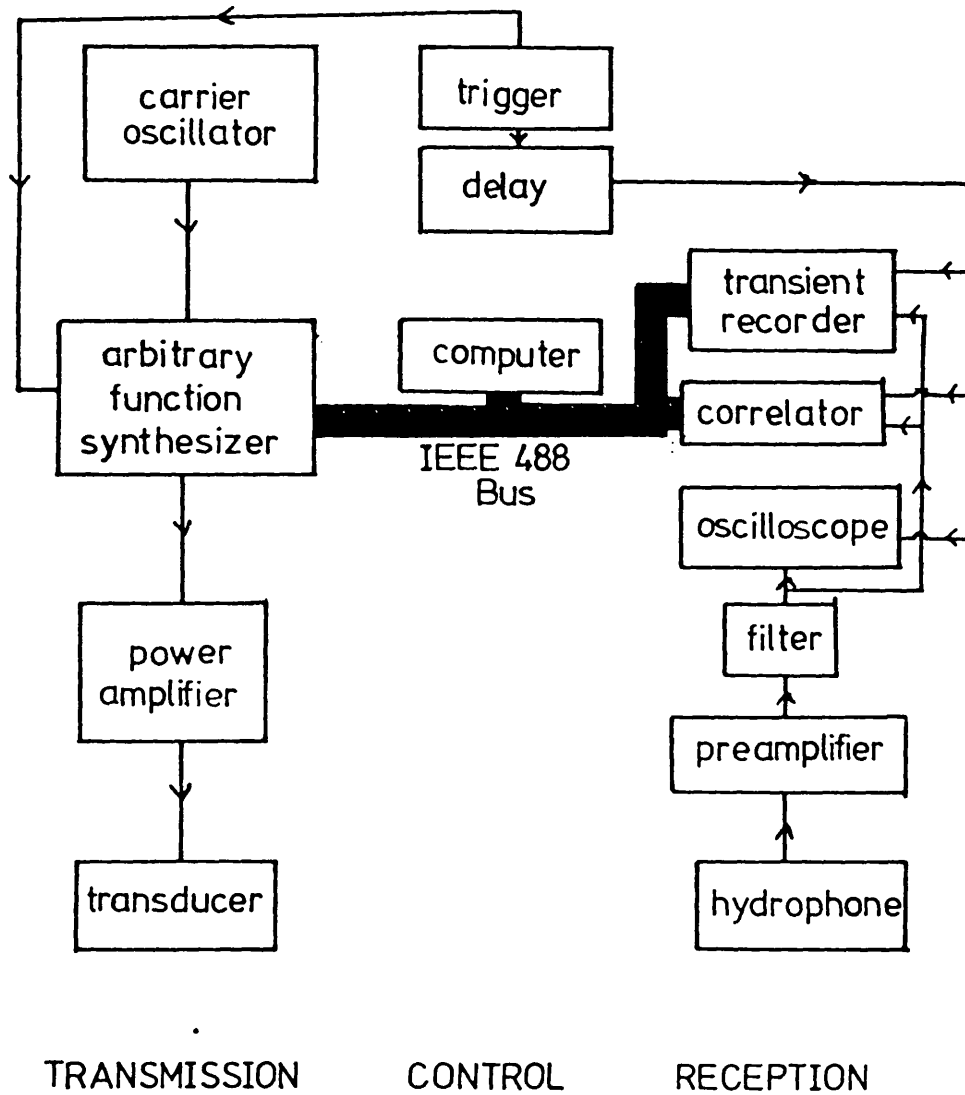 carrier
oscillator
trigger
delay
arbitrary
function
synthesizer
computer
IEEE 488
Bus
transient
recorder
correlator
oscilloscope
filter
preamplifier
hydrophone
power
amplifier
transducer
TRANSMISSION
CONTROL
RECEPTION